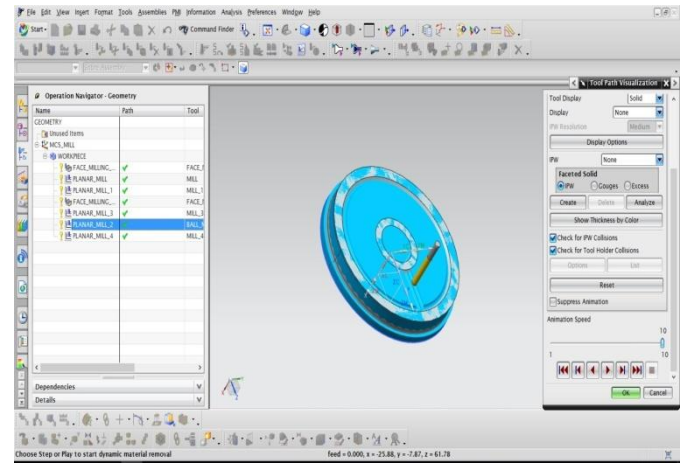 File Edit View Insert Format Tools Assemblies PMI Information Analysis Preferences Window Help
Start Command Finder
Operation Navigator - Geometry
Name Path Tool
GEOMETRY
Unused Items
MCS_MILL
WORKPIECE
FACE_MILLING_... FACE_
PLANAR_MILL MILL
PLANAR_MILL_1 MILL_1
FACE_MILLING_... FACE_
PLANAR_MILL_3 MILL_3
PLANAR_MILL_2 BALL_
PLANAR_MILL_4 MILL_4
Dependencies
Details
Tool Path Visualization
Tool Display Solid
Display None
IPW Resolution Medium
Display Options
IPW None
Faceted Solid
IPW Gouges Excess
Create Delete Analyze
Show Thickness by Color
Check for IPW Collisions
Check for Tool Holder Collisions
Options List
Reset
Suppress Animation
Animation Speed
10
1 10
OK Cancel
Choose Step or Play to start dynamic material removal feed = 0.000, x = -25.88, y = -7.87, z = 61.78